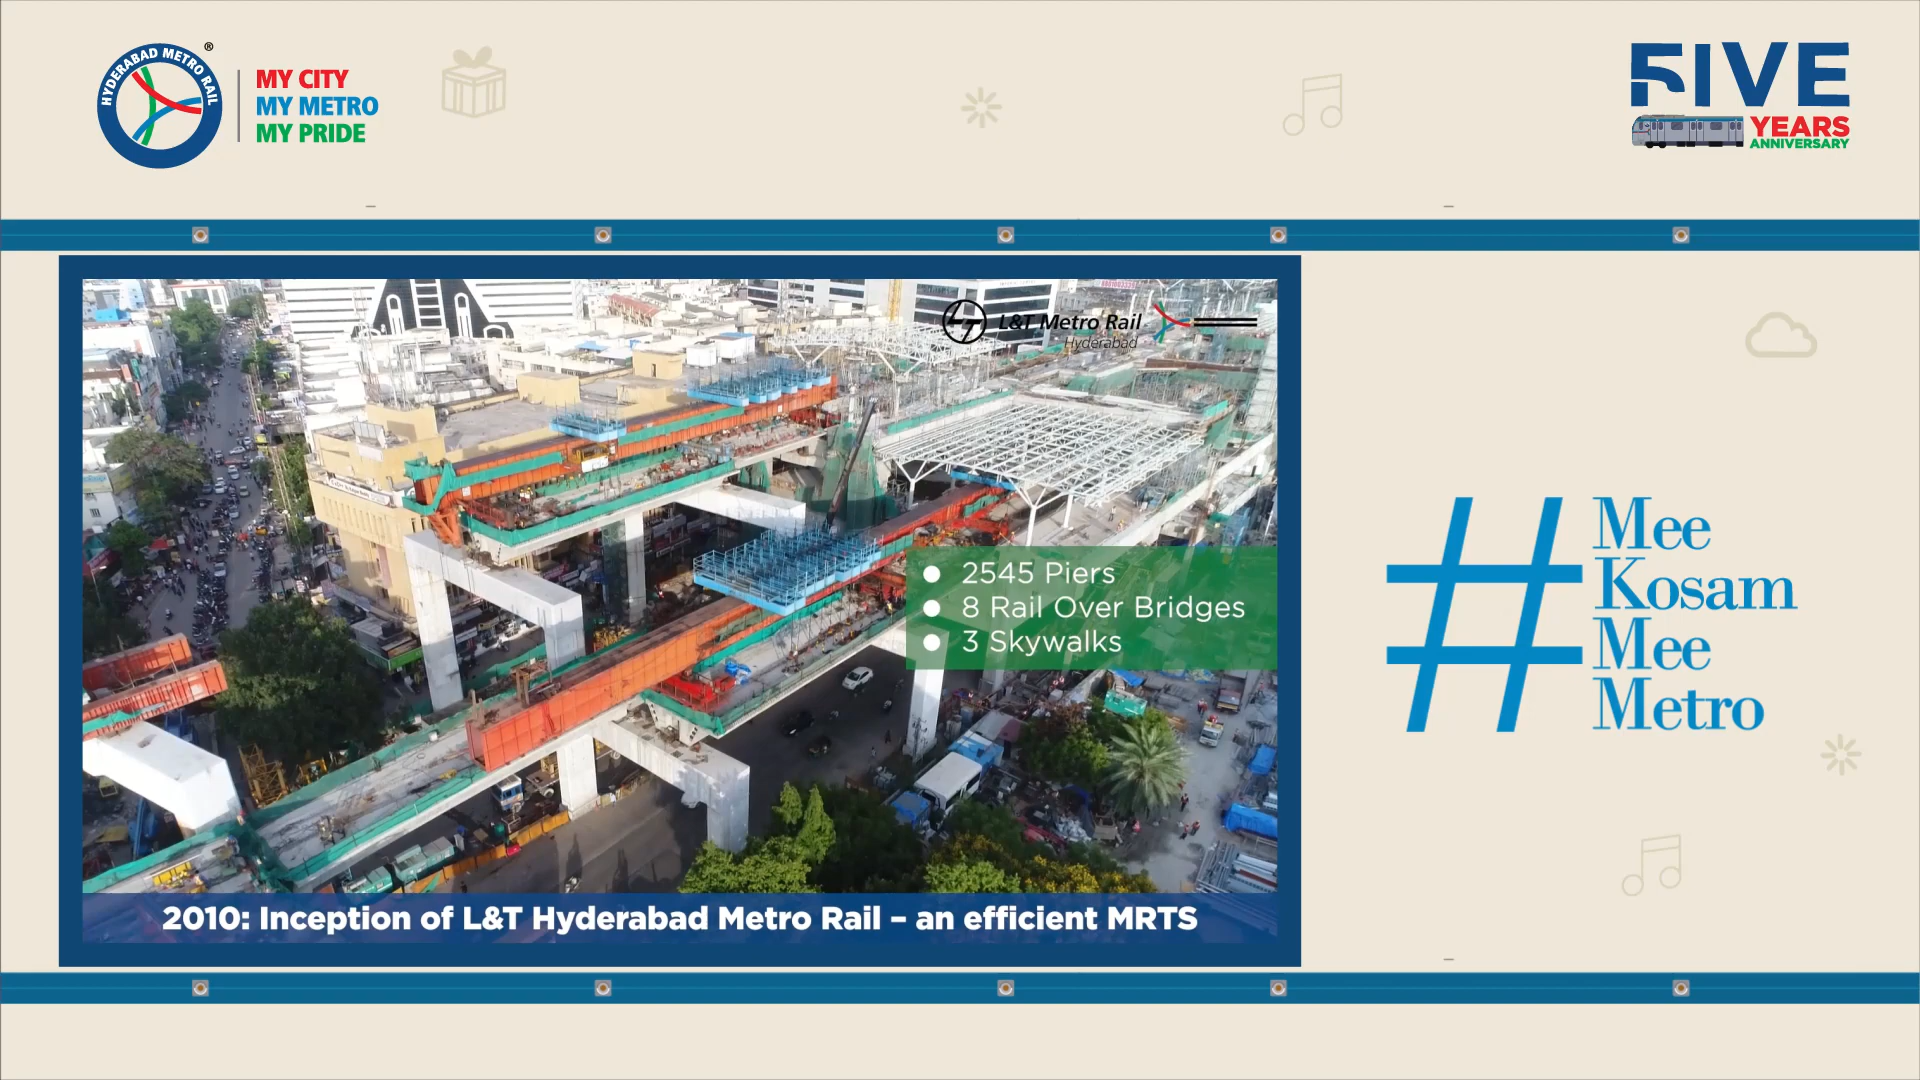 HYDERABAD METRO RAIL
®
MY CITY
MY METRO
MY PRIDE
FIVE
YEARS
ANNIVERSARY
L&T Metro Rail
Hyderabad
● 2545 Piers
● 8 Rail Over Bridges
● 3 Skywalks
2010: Inception of L&T Hyderabad Metro Rail – an efficient MRTS
#Mee
Kosam
Mee
Metro